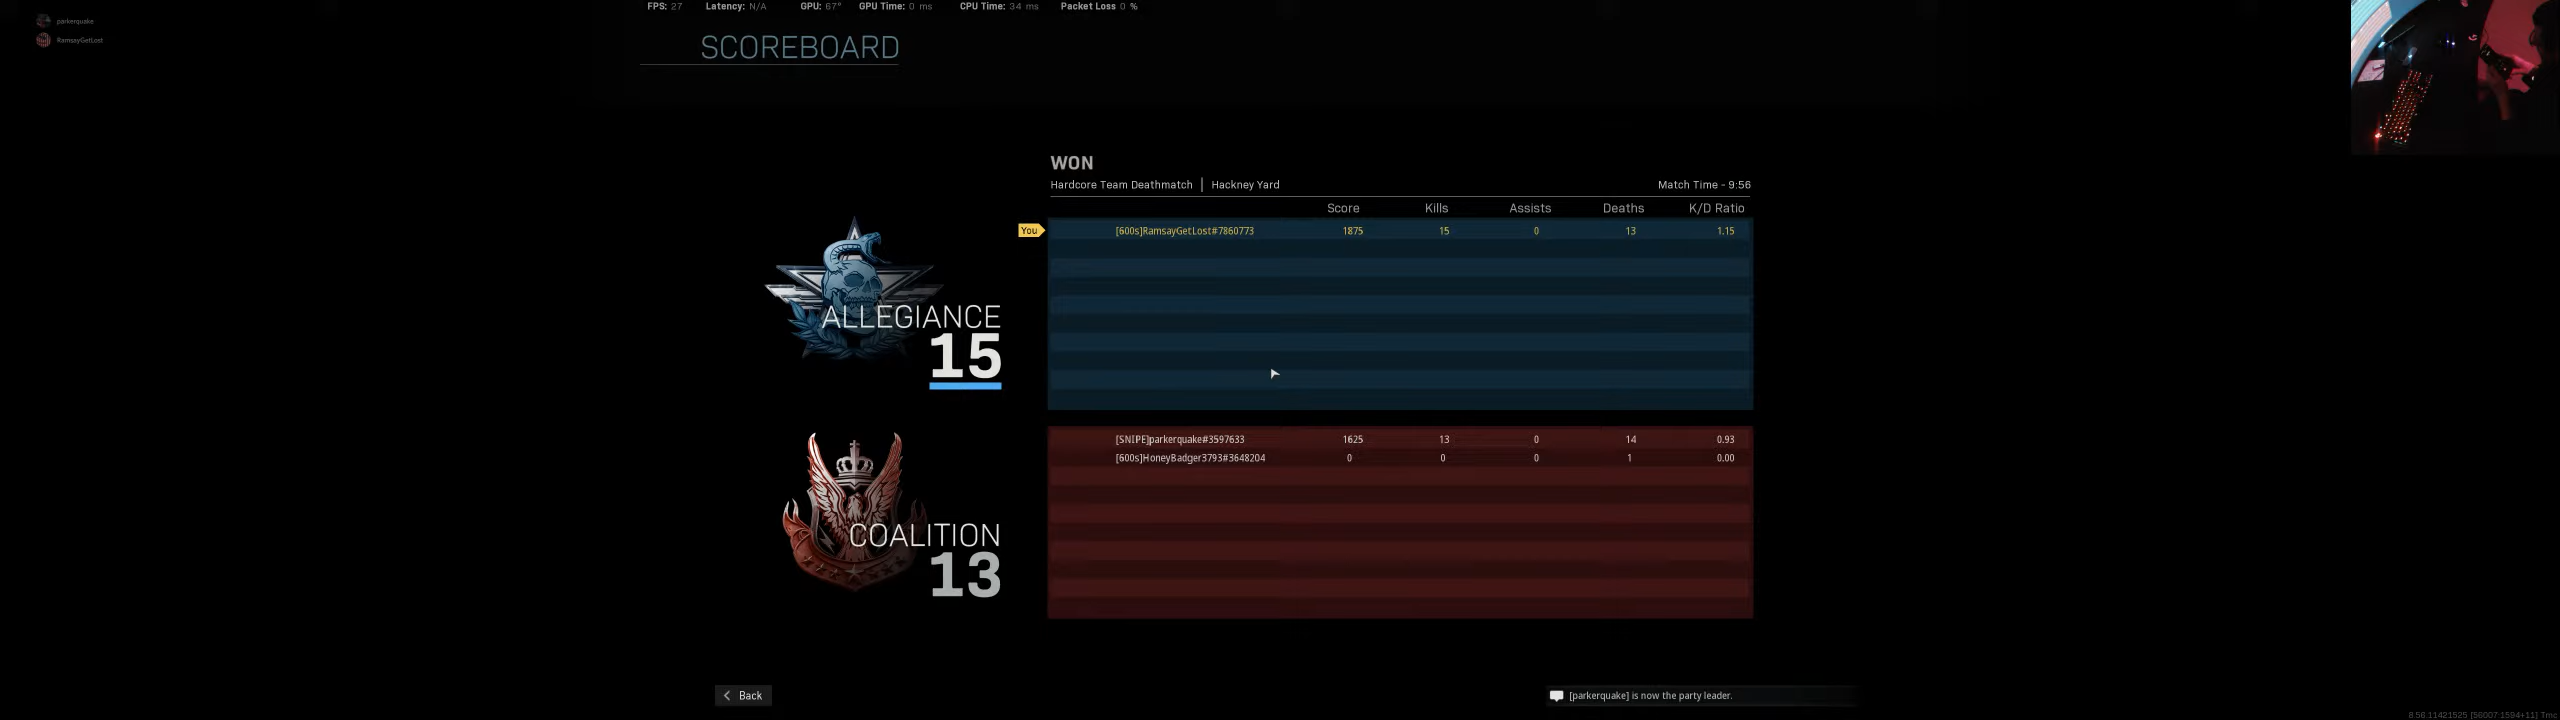 FPS: 27 Latency: N/A GPU: 67° GPU Time: 0 ms CPU Time: 34 ms Packet Loss 0 %
parkerquake
RamsayGetLost
SCOREBOARD
WON
Hardcore Team Deathmatch | Hackney Yard Match Time - 9:56
Score Kills Assists Deaths K/D Ratio
You [600s]RamsayGetLost#7860773 1875 15 0 13 1.15
ALLEGIANCE
15
[SNIPE]parkerquake#3597633 1625 13 0 14 0.93
[600s]HoneyBadger3793#3648204 0 0 0 1 0.00
COALITION
13
Back
[parkerquake] is now the party leader.